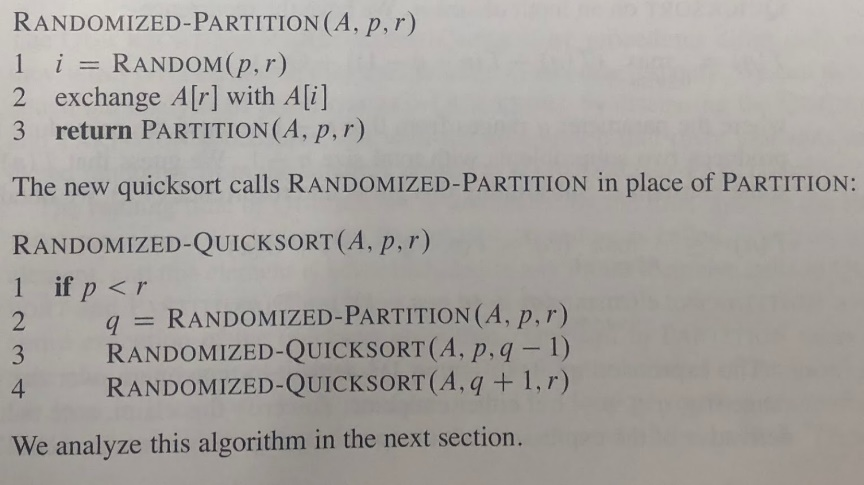 RANDOMIZED-PARTITION(A, p, r)
1 i = RANDOM(p, r)
2 exchange A[r] with A[i]
3 return PARTITION(A, p, r)
The new quicksort calls RANDOMIZED-PARTITION in place of PARTITION:
RANDOMIZED-QUICKSORT(A, p, r)
1 if p < r
2 q = RANDOMIZED-PARTITION(A, p, r)
3 RANDOMIZED-QUICKSORT(A, p, q − 1)
4 RANDOMIZED-QUICKSORT(A, q + 1, r)
We analyze this algorithm in the next section.